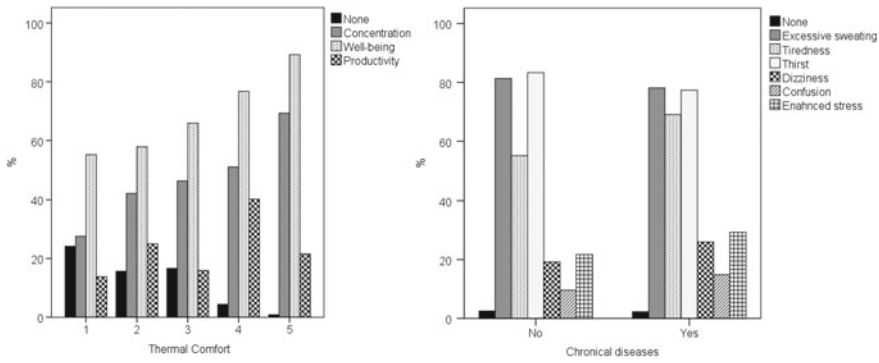 100
80
60
40
20
0
%
1 2 3 4 5
Thermal Comfort
None
Concentration
Well-being
Productivity
100
80
60
40
20
0
%
No Yes
Chronical diseases
None
Excessive sweating
Tiredness
Thirst
Dizziness
Confusion
Enahnced stress